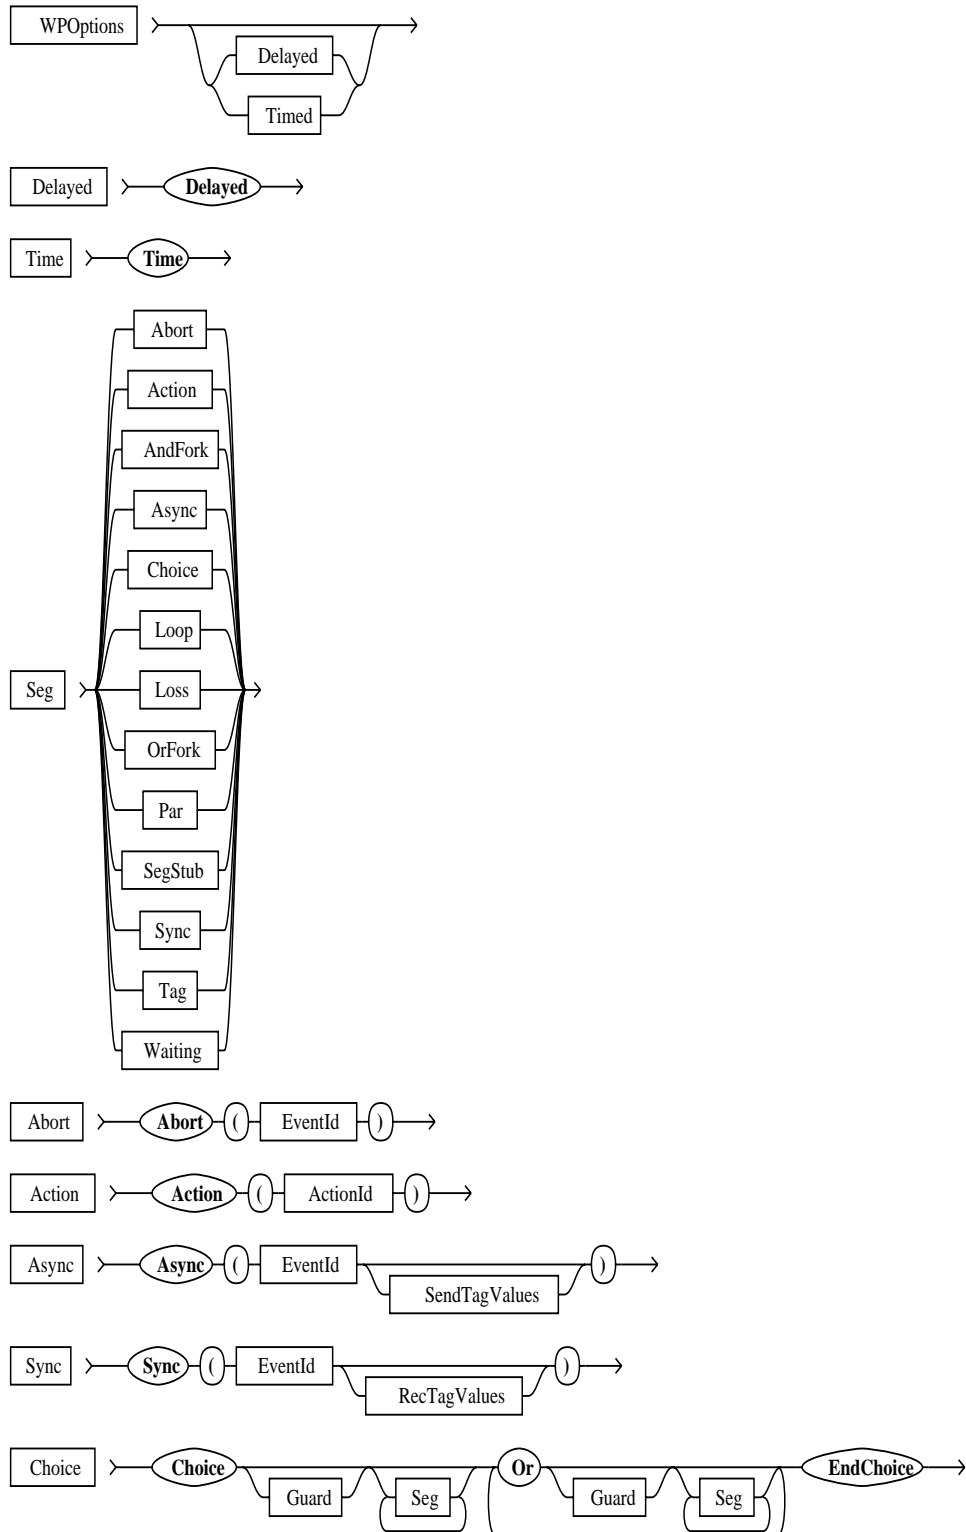 WPOptions
Delayed
Timed
Delayed Delayed
Time Time
Abort
Action
AndFork
Async
Choice
Loop
Seg Loss
OrFork
Par
SegStub
Sync
Tag
Waiting
Abort Abort ( EventId )
Action Action ( ActionId )
Async Async ( EventId )
SendTagValues
Sync Sync ( EventId )
RecTagValues
Choice Choice Or EndChoice
Guard Seg Guard Seg